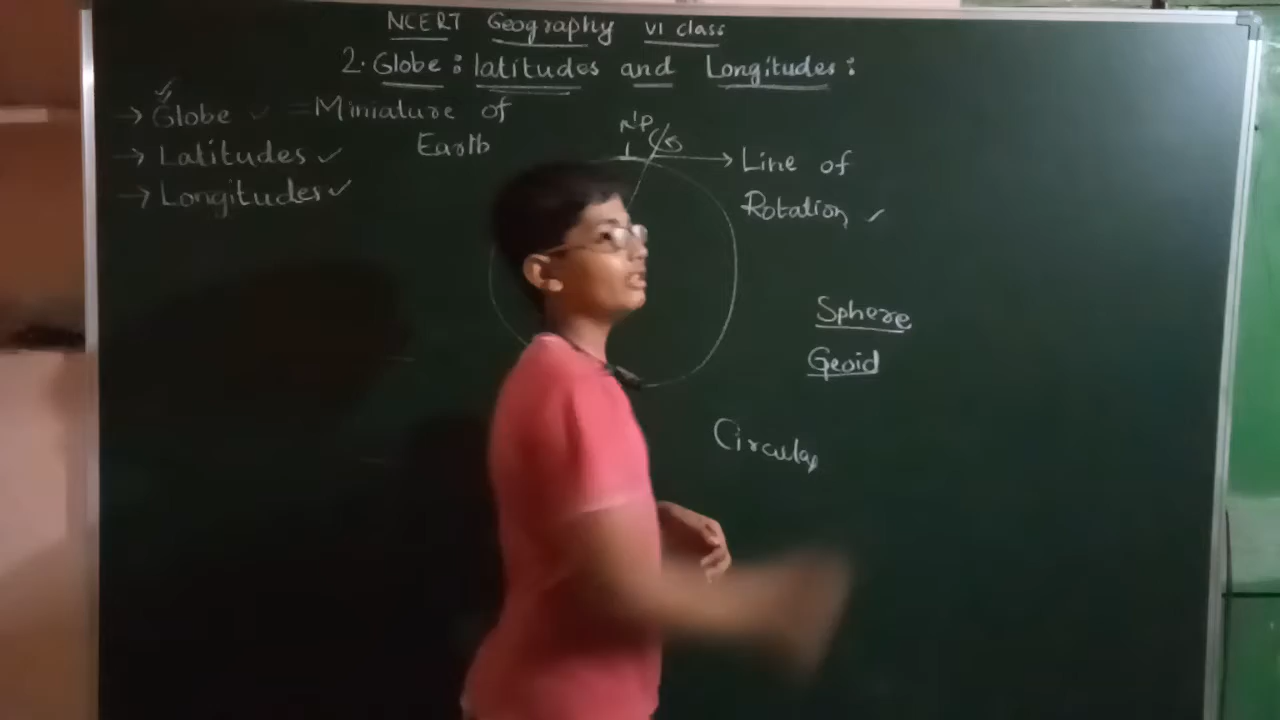 NCERT Geography VI class
2. Globe : latitudes and Longitudes :
→ Globe ✓ = Miniature of
Earth
→ Latitudes ✓
→ Longitudes ✓
N'P
→ Line of
Rotation ✓
Sphere
Geoid
Circular